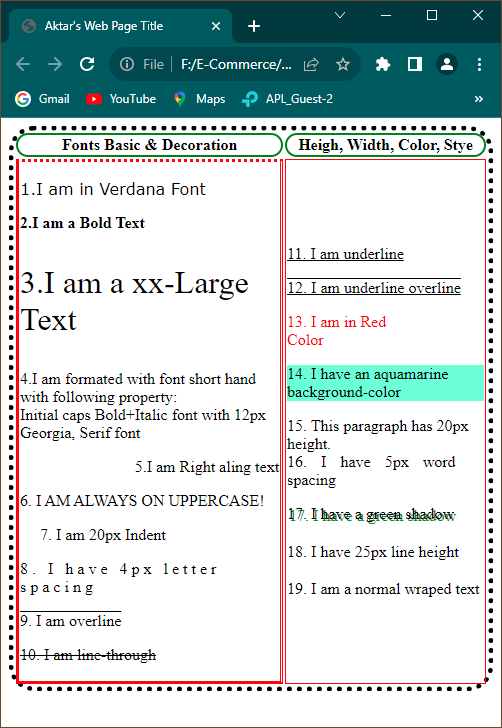 Aktar's Web Page Title
File
F:/E-Commerce/...
Gmail
YouTube
Maps
APL_Guest-2
»
Fonts Basic & Decoration
1.I am in Verdana Font
2.I am a Bold Text
3.I am a xx-Large
Text
4.I am formated with font short hand
with following property:
Initial caps Bold+Italic font with 12px
Georgia, Serif font
5.I am Right aling text
6. I AM ALWAYS ON UPPERCASE!
7. I am 20px Indent
8. I have 4px letter
spacing
9. I am overline
10. I am line-through
Heigh, Width, Color, Stye
11. I am underline
12. I am underline overline
13. I am in Red
Color
14. I have an aquamarine
background-color
15. This paragraph has 20px
height.
16. I have 5px word
spacing
17. I have a green shadow
18. I have 25px line height
19. I am a normal wraped text